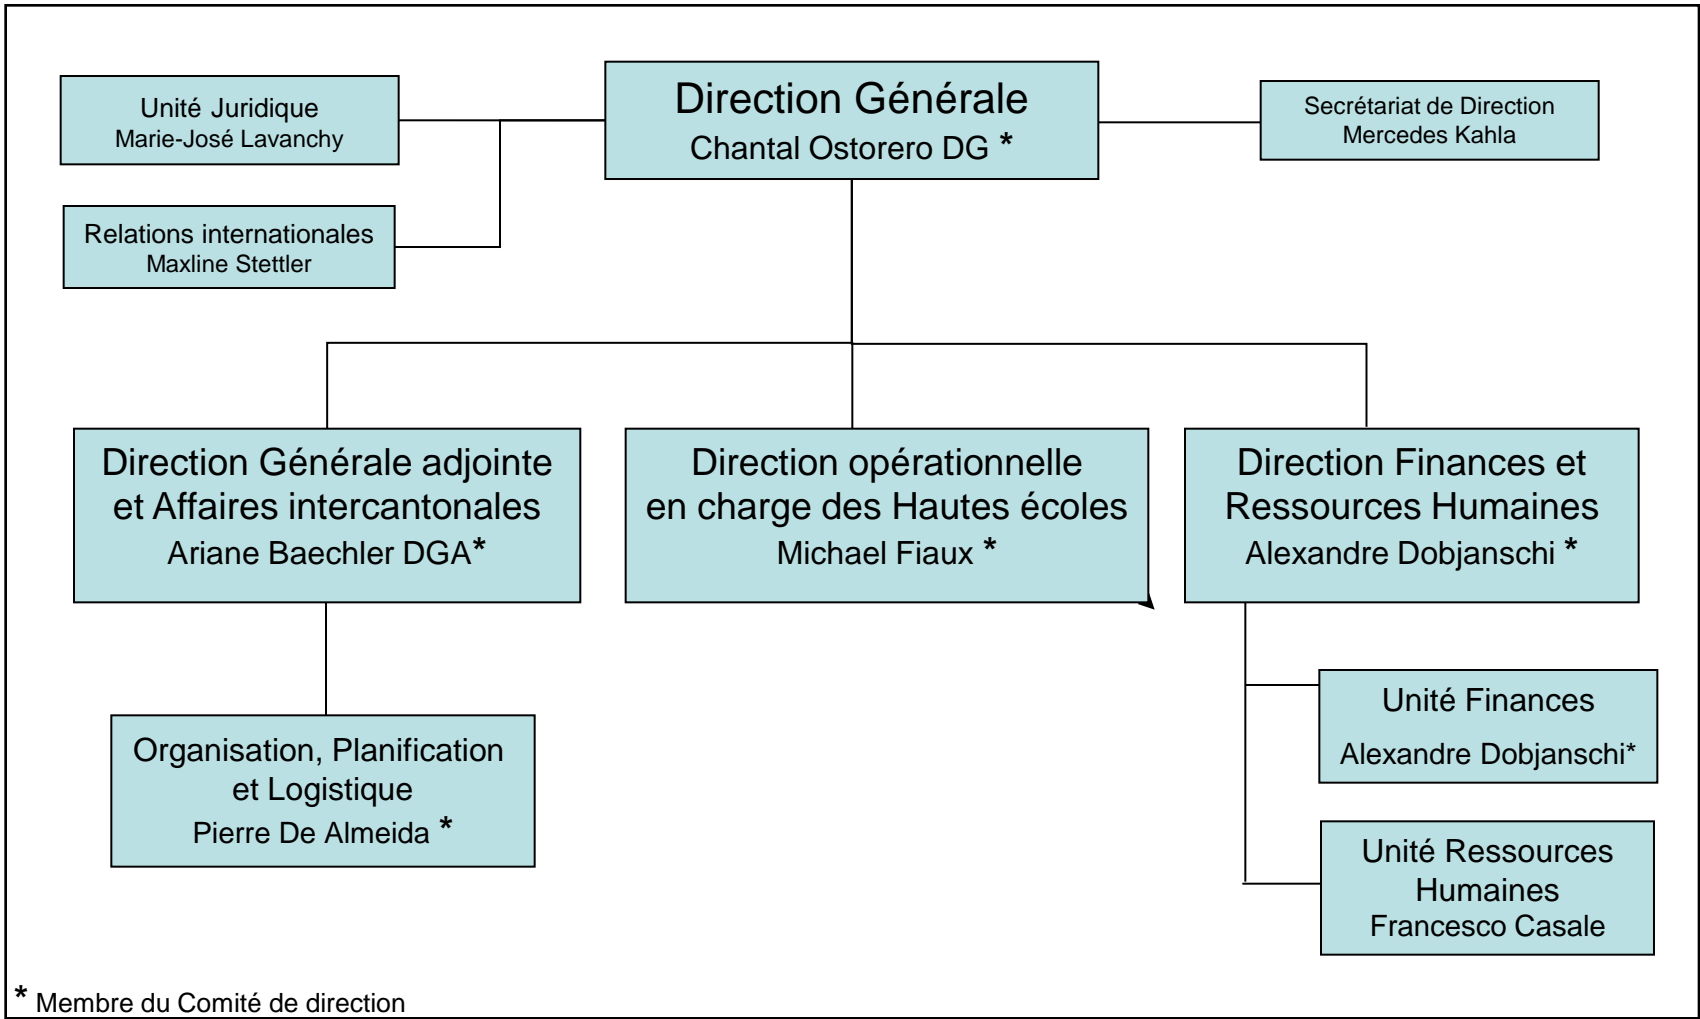 Direction Générale
Chantal Ostorero DG *
Unité Juridique
Marie-José Lavanchy
Secrétariat de Direction
Mercedes Kahla
Relations internationales
Maxline Stettler
Direction Générale adjointe
et Affaires intercantonales
Ariane Baechler DGA*
Direction opérationnelle
en charge des Hautes écoles
Michael Fiaux *
Direction Finances et
Ressources Humaines
Alexandre Dobjanschi *
Organisation, Planification
et Logistique
Pierre De Almeida *
Unité Finances
Alexandre Dobjanschi*
Unité Ressources
Humaines
Francesco Casale
* Membre du Comité de direction